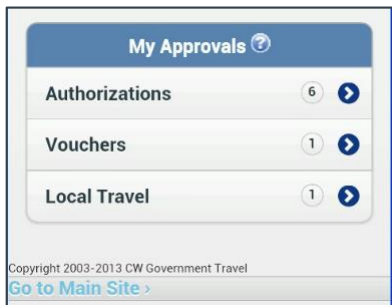 My Approvals ?
Authorizations 6
Vouchers 1
Local Travel 1
Copyright 2003-2013 CW Government Travel
Go to Main Site ›